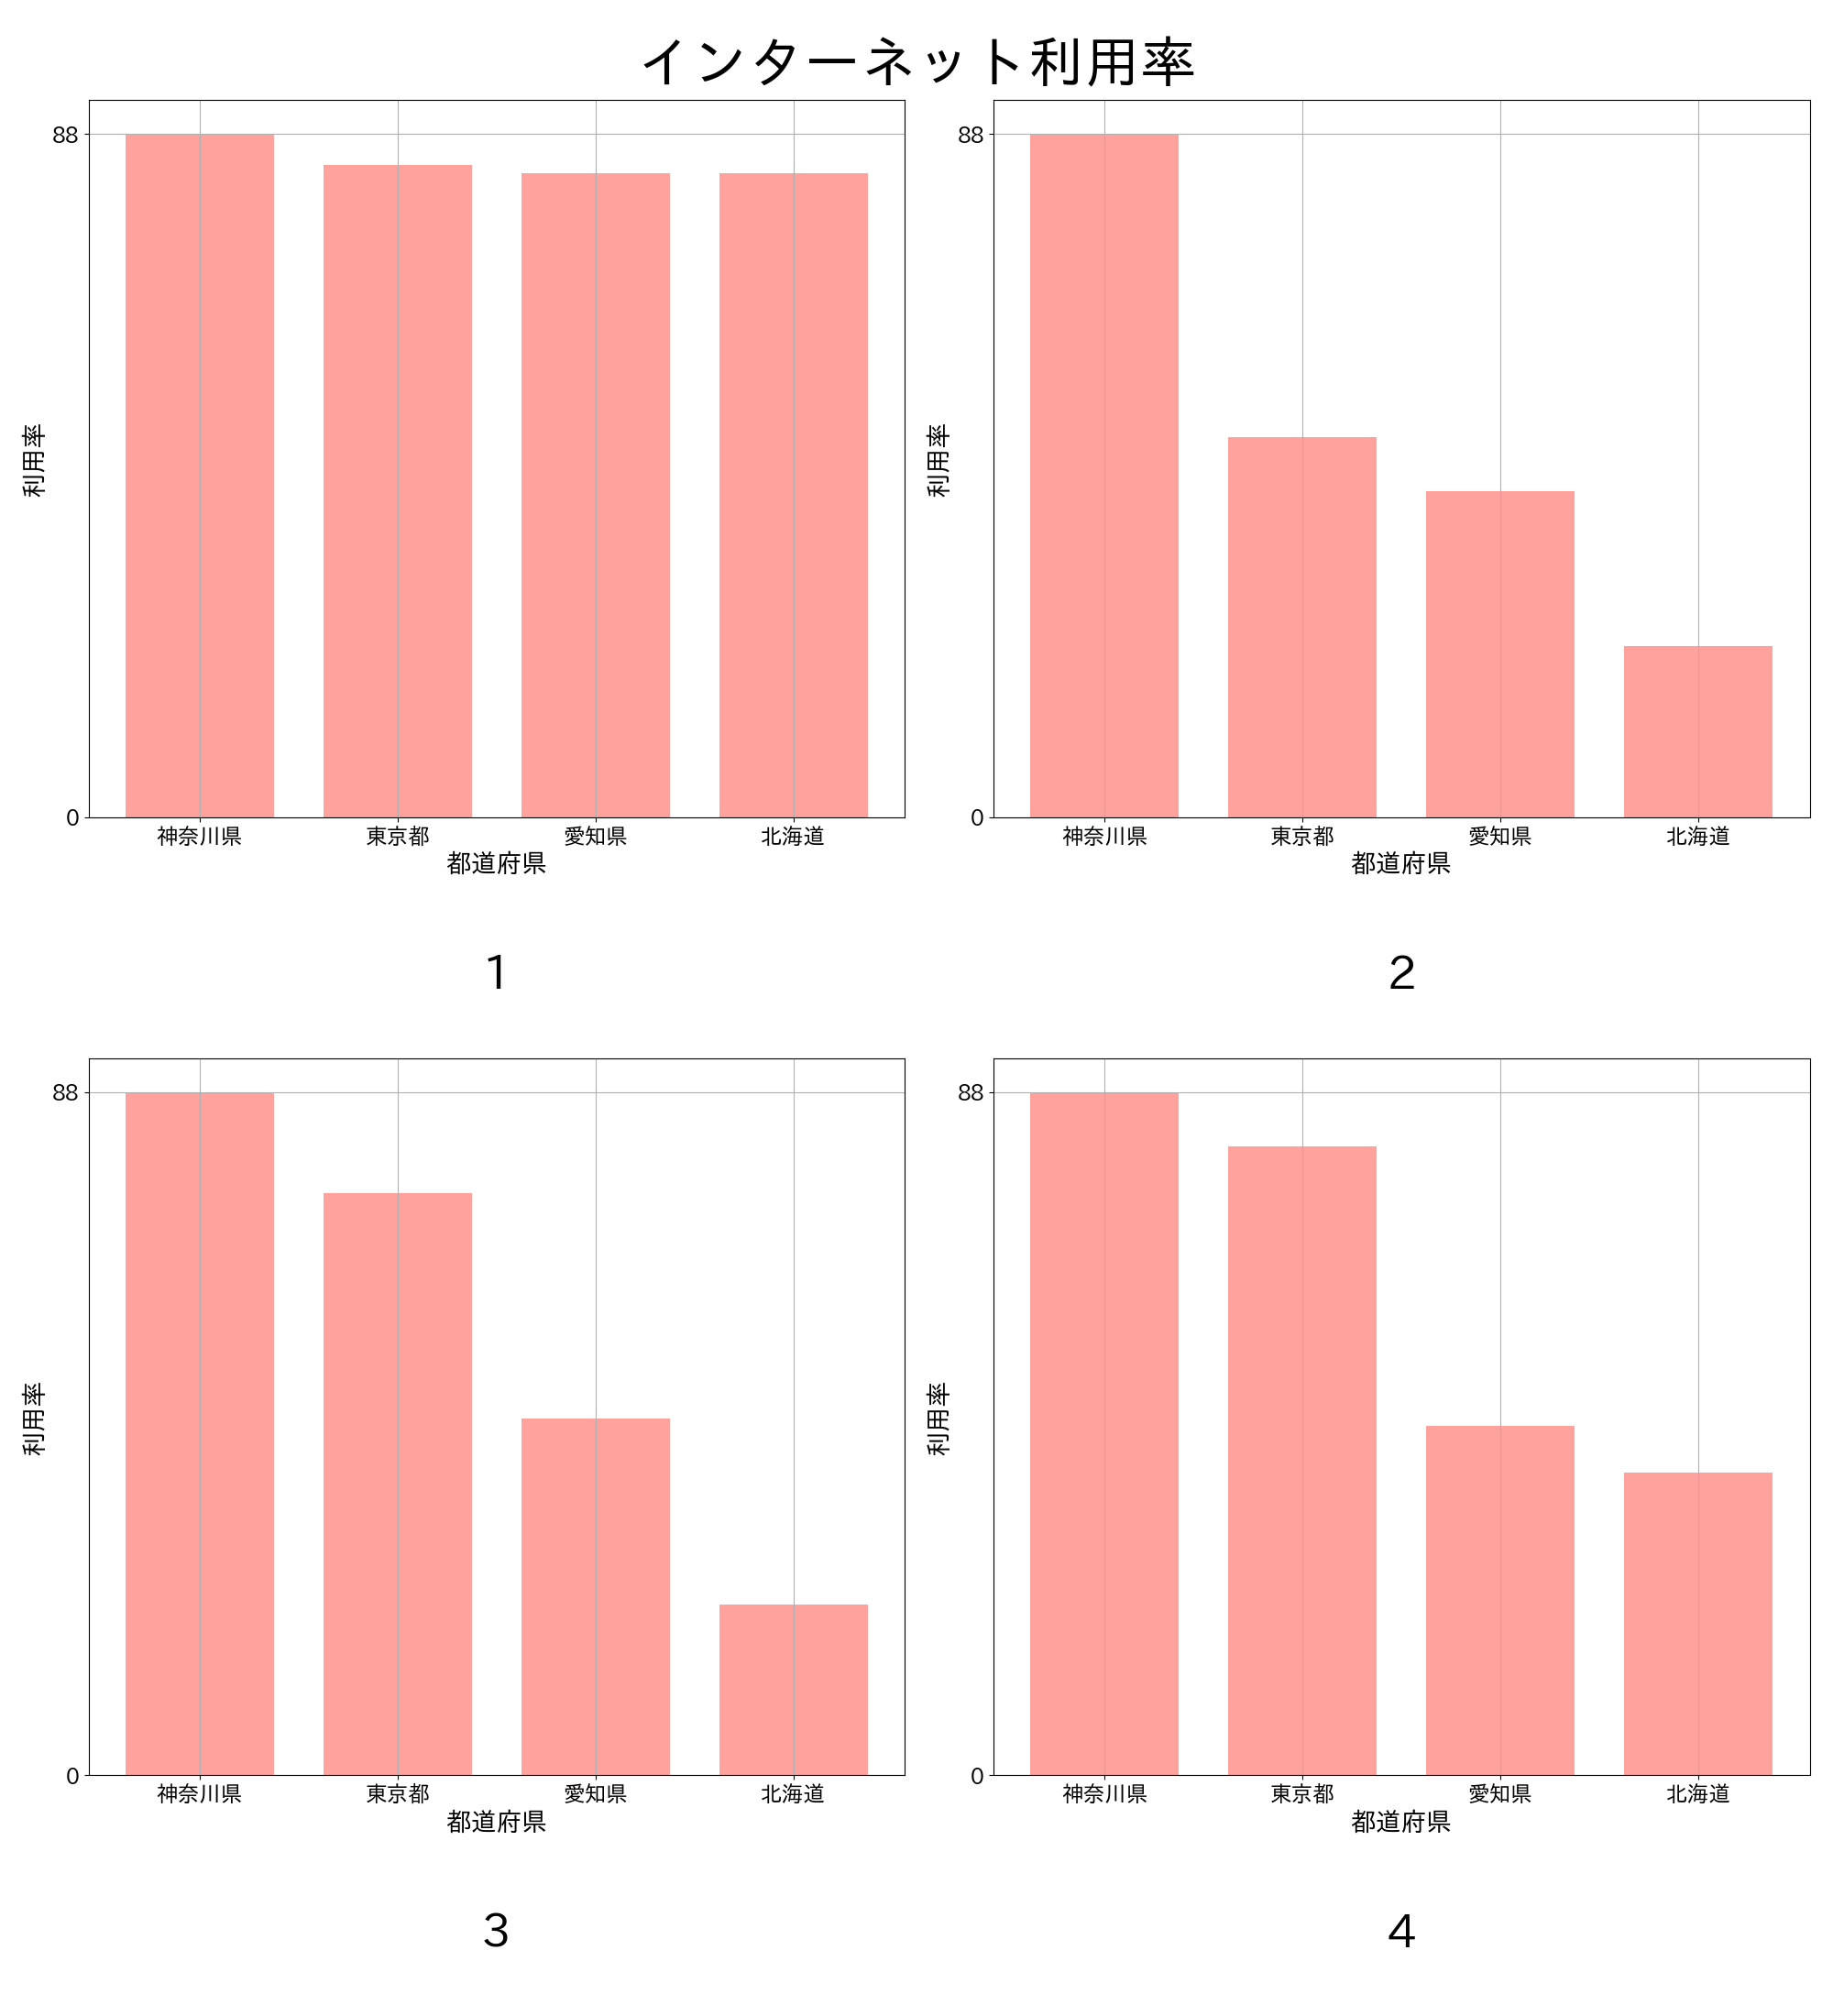 インターネット利用率
88
0
利用率
神奈川県 東京都 愛知県 北海道
都道府県
1
88
0
利用率
神奈川県 東京都 愛知県 北海道
都道府県
2
88
0
利用率
神奈川県 東京都 愛知県 北海道
都道府県
3
88
0
利用率
神奈川県 東京都 愛知県 北海道
都道府県
4